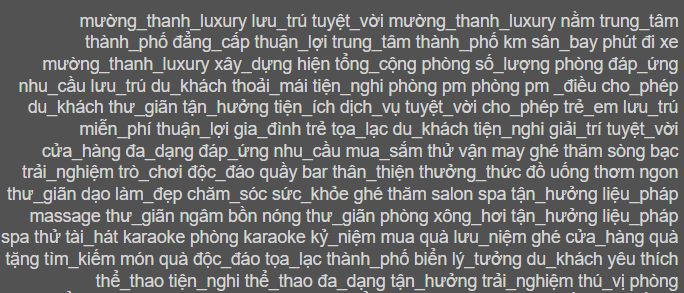 mường_thanh_luxury lưu_trú tuyệt_vời mường_thanh_luxury nằm trung_tâm
thành_phố đẳng_cấp thuận_lợi trung_tâm thành_phố km sân_bay phút đi xe
mường_thanh_luxury xây_dựng hiện tổng_cộng phòng số_lượng phòng đáp_ứng
nhu_cầu lưu_trú du_khách thoải_mái tiện_nghi phòng pm phòng pm _điều cho_phép
du_khách thư_giãn tận_hưởng tiện_ích dịch_vụ tuyệt_vời cho_phép trẻ_em lưu_trú
miễn_phí thuận_lợi gia_đình trẻ tọa_lạc du_khách tiện_nghi giải_trí tuyệt_vời
cửa_hàng đa_dạng đáp_ứng nhu_cầu mua_sắm thử vận may ghé thăm sòng bạc
trải_nghiệm trò_chơi độc_đáo quầy bar thân_thiện thưởng_thức đồ uống thơm ngon
thư_giãn dạo làm_đẹp chăm_sóc sức_khỏe ghé thăm salon spa tận_hưởng liệu_pháp
massage thư_giãn ngâm bồn nóng thư_giãn phòng xông_hơi tận_hưởng liệu_pháp
spa thử tài_hát karaoke phòng karaoke kỷ_niệm mua quà lưu_niệm ghé cửa_hàng quà
tặng tìm_kiếm món quà độc_đáo tọa_lạc thành_phố biển lý_tưởng du_khách yêu thích
thể_thao tiện_nghi thể_thao đa_dạng tận_hưởng trải_nghiệm thú_vị phòng